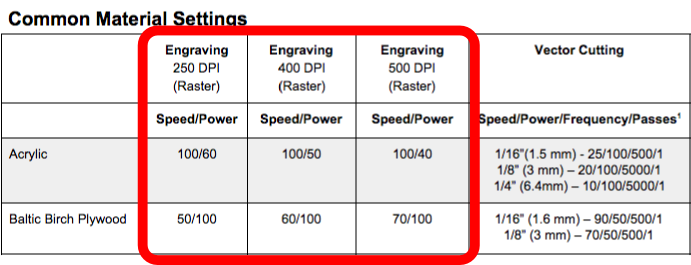 Common Material Settings
Engraving 250 DPI (Raster) Engraving 400 DPI (Raster) Engraving 500 DPI (Raster) Vector Cutting
Speed/Power Speed/Power Speed/Power Speed/Power/Frequency/Passes¹
Acrylic 100/60 100/50 100/40 1/16"(1.5 mm) - 25/100/500/1
1/8" (3 mm) – 20/100/5000/1
1/4" (6.4mm) – 10/100/5000/1
Baltic Birch Plywood 50/100 60/100 70/100 1/16" (1.6 mm) – 90/50/500/1
1/8" (3 mm) – 70/50/500/1